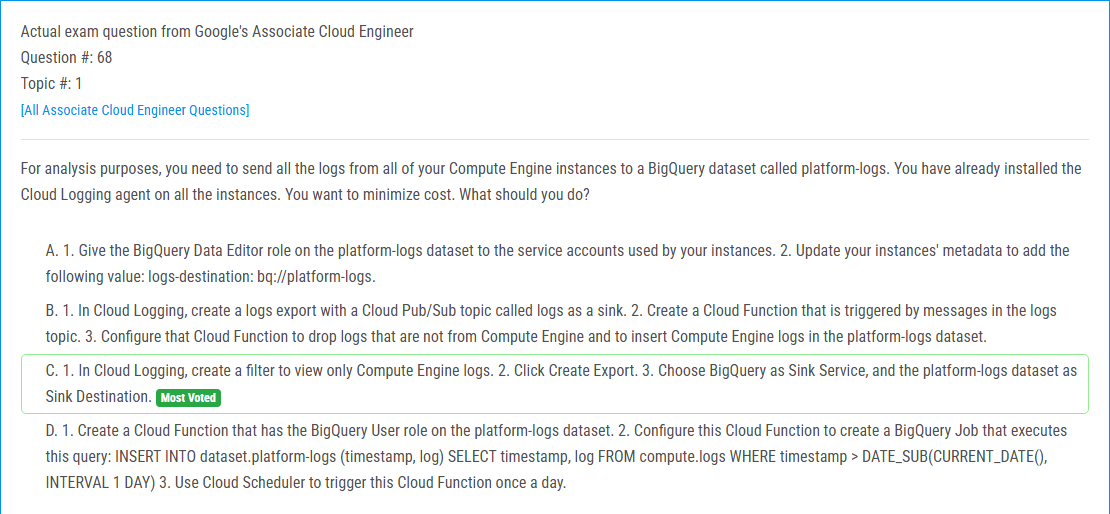 Actual exam question from Google's Associate Cloud Engineer
Question #: 68
Topic #: 1
[All Associate Cloud Engineer Questions]
For analysis purposes, you need to send all the logs from all of your Compute Engine instances to a BigQuery dataset called platform-logs. You have already installed the
Cloud Logging agent on all the instances. You want to minimize cost. What should you do?
A. 1. Give the BigQuery Data Editor role on the platform-logs dataset to the service accounts used by your instances. 2. Update your instances' metadata to add the
following value: logs-destination: bq://platform-logs.
B. 1. In Cloud Logging, create a logs export with a Cloud Pub/Sub topic called logs as a sink. 2. Create a Cloud Function that is triggered by messages in the logs
topic. 3. Configure that Cloud Function to drop logs that are not from Compute Engine and to insert Compute Engine logs in the platform-logs dataset.
C. 1. In Cloud Logging, create a filter to view only Compute Engine logs. 2. Click Create Export. 3. Choose BigQuery as Sink Service, and the platform-logs dataset as
Sink Destination. Most Voted
D. 1. Create a Cloud Function that has the BigQuery User role on the platform-logs dataset. 2. Configure this Cloud Function to create a BigQuery Job that executes
this query: INSERT INTO dataset.platform-logs (timestamp, log) SELECT timestamp, log FROM compute.logs WHERE timestamp > DATE_SUB(CURRENT_DATE(),
INTERVAL 1 DAY) 3. Use Cloud Scheduler to trigger this Cloud Function once a day.